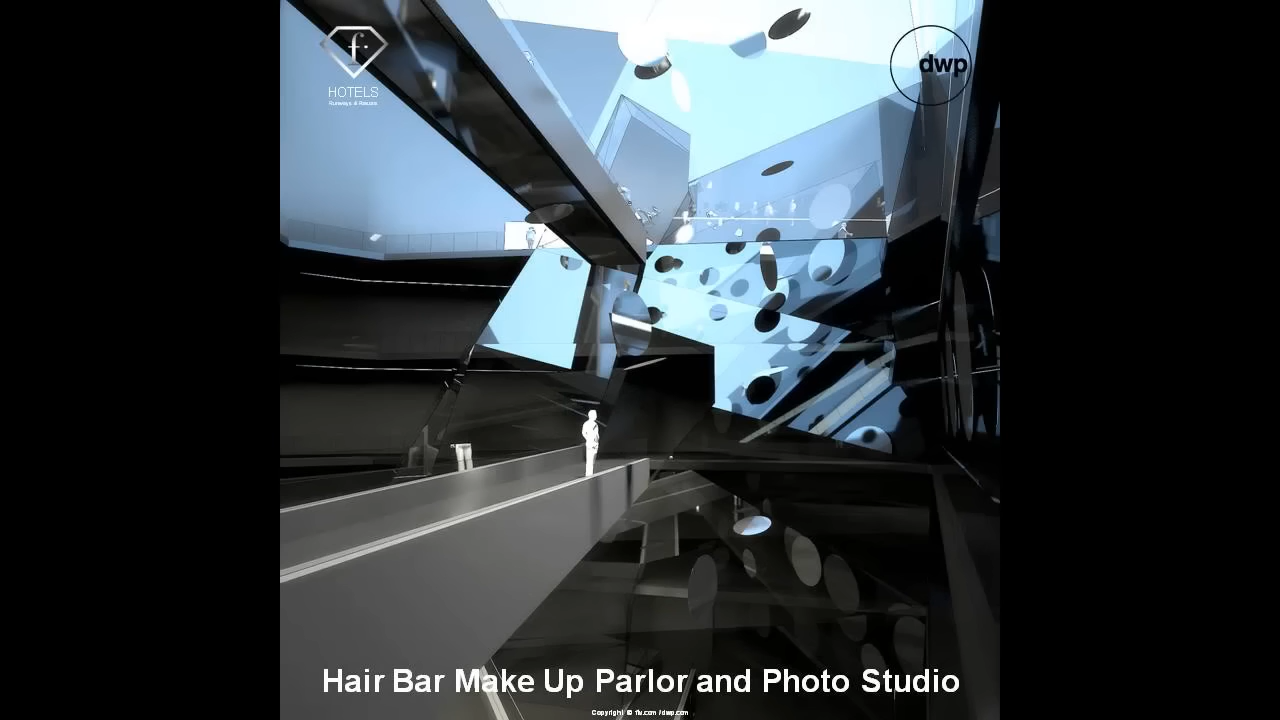 f
dwp
HOTELS
Runways & Resorts
Hair Bar Make Up Parlor and Photo Studio
Copyright © ftv.com /dwp.com